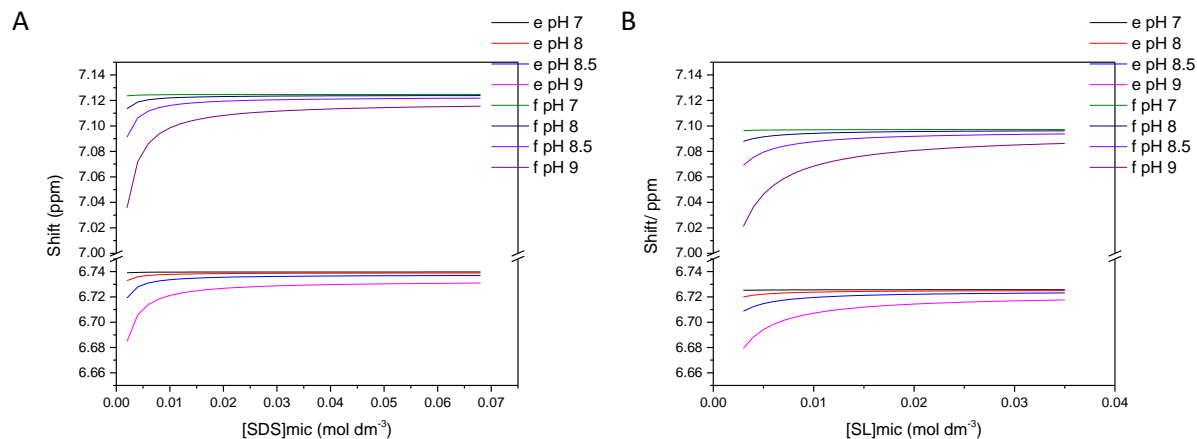 A
e pH 7
e pH 8
e pH 8.5
e pH 9
f pH 7
f pH 8
f pH 8.5
f pH 9
7.14
7.12
7.10
7.08
7.06
7.04
7.02
7.00
6.74
6.72
6.70
6.68
6.66
Shift (ppm)
0.00 0.01 0.02 0.03 0.04 0.05 0.06 0.07
[SDS]mic (mol dm⁻³)
B
e pH 7
e pH 8
e pH 8.5
e pH 9
f pH 7
f pH 8
f pH 8.5
f pH 9
7.14
7.12
7.10
7.08
7.06
7.04
7.02
7.00
6.74
6.72
6.70
6.68
6.66
Shift/ ppm
0.00 0.01 0.02 0.03 0.04
[SL]mic (mol dm⁻³)